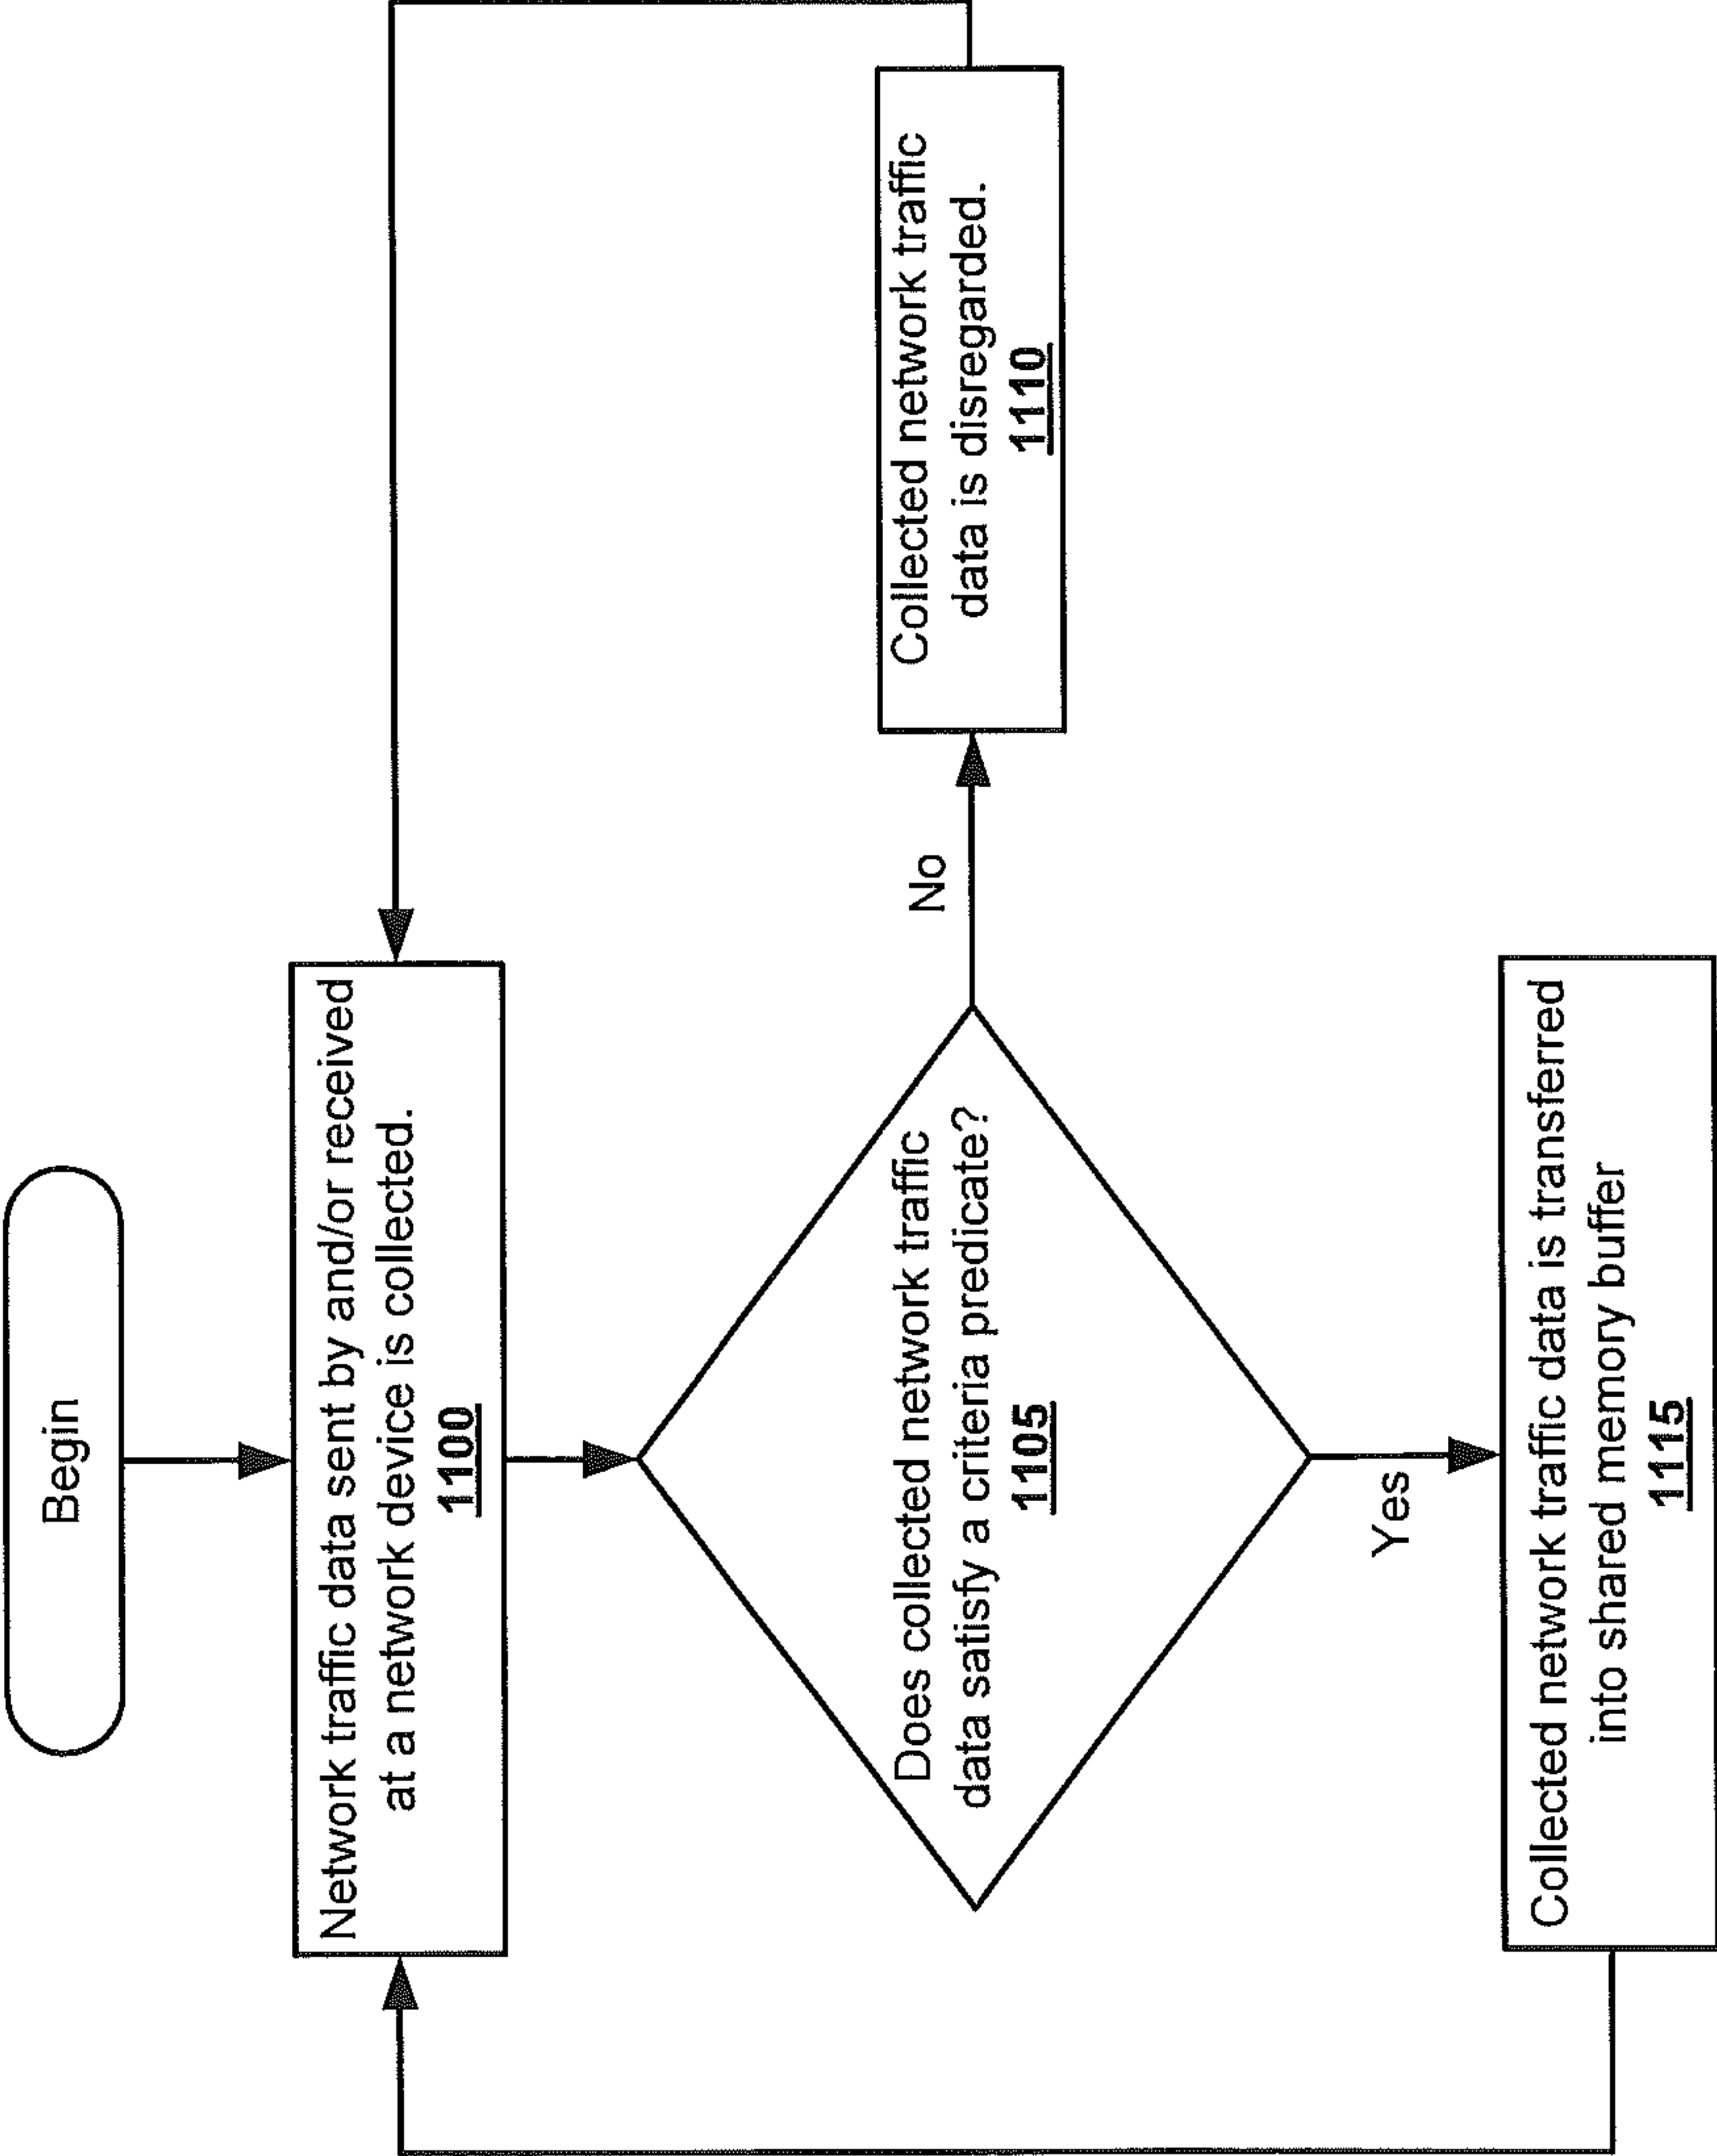 Begin
Network traffic data sent by and/or received
at a network device is collected.
1100
Does collected network traffic
data satisfy a criteria predicate?
1105
No
Collected network traffic
data is disregarded.
1110
Yes
Collected network traffic data is transferred
into shared memory buffer
1115